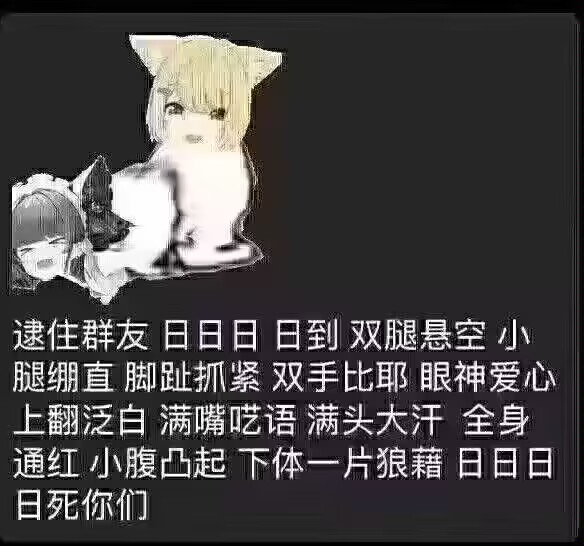 逮住群友 日日日 日到 双腿悬空 小
腿绷直 脚趾抓紧 双手比耶 眼神爱心
上翻泛白 满嘴呓语 满头大汗 全身
通红 小腹凸起 下体一片狼藉 日日日
日死你们